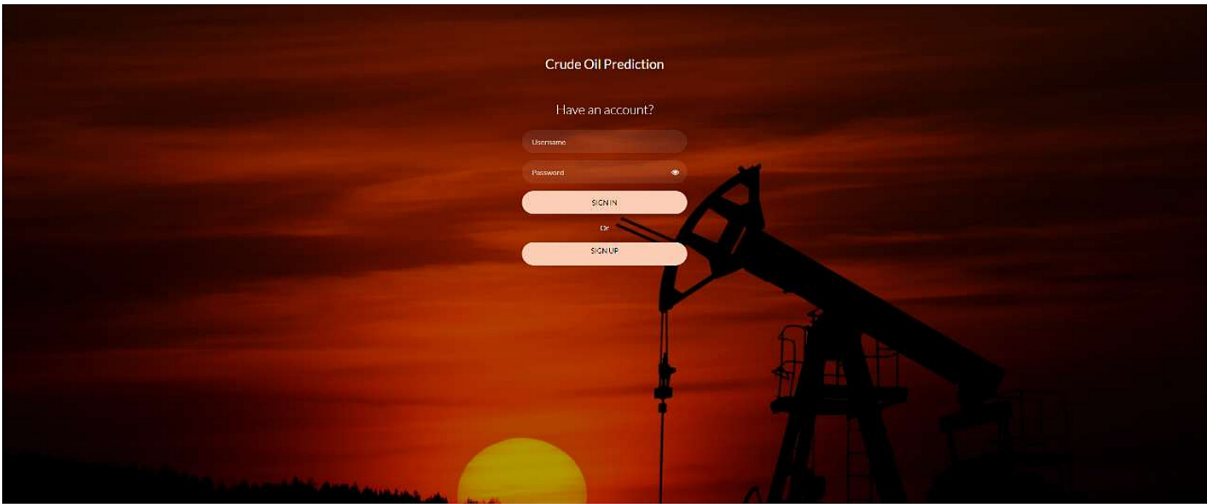 Crude Oil Prediction
Have an account?
Username
Password
SIGN IN
Or
SIGN UP